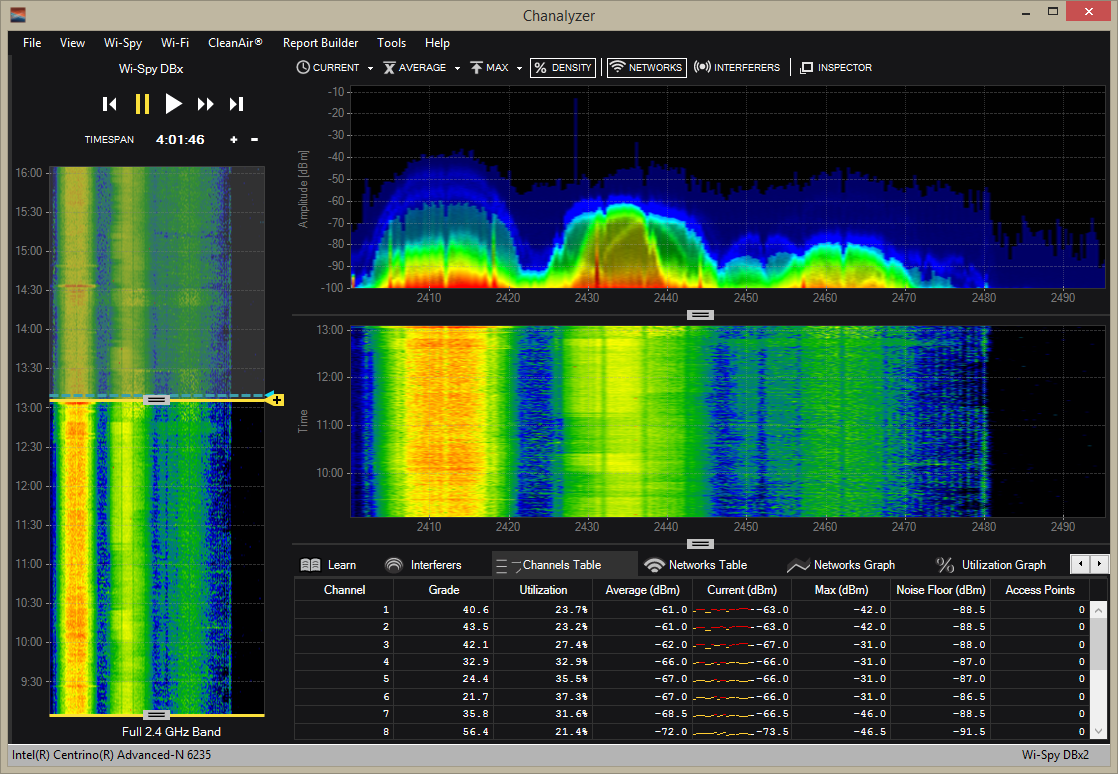 Chanalyzer
File View Wi-Spy Wi-Fi CleanAir® Report Builder Tools Help
Wi-Spy DBx
TIMESPAN 4:01:46 + -
16:00
15:30
15:00
14:30
14:00
13:30
13:00
12:30
12:00
11:30
11:00
10:30
10:00
9:30
Full 2.4 GHz Band
CURRENT AVERAGE MAX % DENSITY NETWORKS INTERFERERS INSPECTOR
Amplitude [dBm]
-10
-20
-30
-40
-50
-60
-70
-80
-90
-100
2410 2420 2430 2440 2450 2460 2470 2480 2490
Time
13:00
12:00
11:00
10:00
2410 2420 2430 2440 2450 2460 2470 2480 2490
Learn Interferers Channels Table Networks Table Networks Graph % Utilization Graph
Channel Grade Utilization Average (dBm) Current (dBm) Max (dBm) Noise Floor (dBm) Access Points
1 40.6 23.7% -61.0 -63.0 -42.0 -88.5 0
2 43.5 23.2% -61.0 -63.0 -42.0 -88.5 0
3 42.1 27.4% -62.0 -67.0 -31.0 -88.0 0
4 32.9 32.9% -66.0 -66.0 -31.0 -87.0 0
5 24.4 35.5% -67.0 -66.0 -31.0 -87.0 0
6 21.7 37.3% -67.0 -66.0 -31.0 -86.5 0
7 35.8 31.6% -68.5 -66.5 -46.0 -88.5 0
8 56.4 21.4% -72.0 -73.5 -46.5 -91.5 0
Intel(R) Centrino(R) Advanced-N 6235 Wi-Spy DBx2